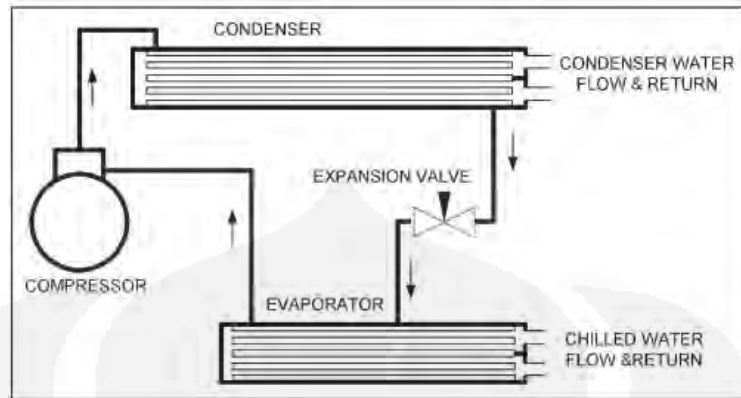 CONDENSER
CONDENSER WATER
FLOW & RETURN
EXPANSION VALVE
COMPRESSOR
EVAPORATOR
CHILLED WATER
FLOW &RETURN